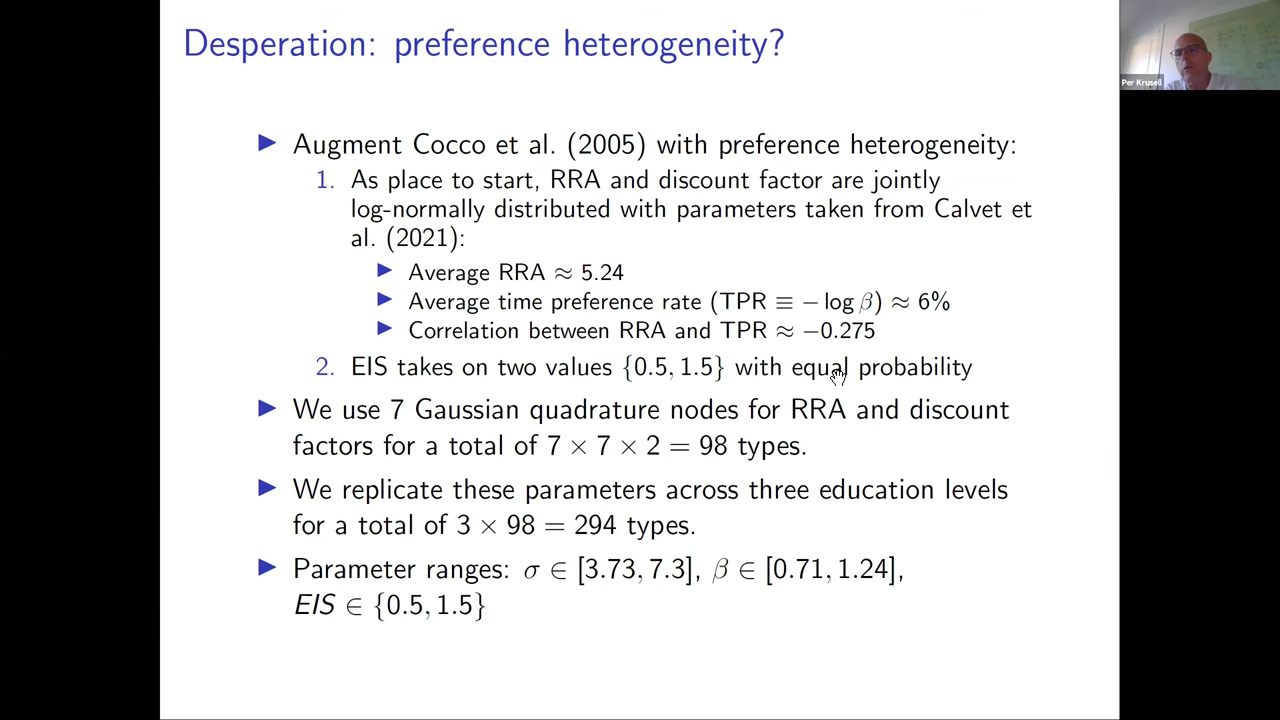 Desperation: preference heterogeneity?
Per Krusell
▶ Augment Cocco et al. (2005) with preference heterogeneity:
1. As place to start, RRA and discount factor are jointly
log-normally distributed with parameters taken from Calvet et
al. (2021):
▶ Average RRA ≈ 5.24
▶ Average time preference rate (TPR ≡ − log β) ≈ 6%
▶ Correlation between RRA and TPR ≈ −0.275
2. EIS takes on two values {0.5, 1.5} with equal probability
▶ We use 7 Gaussian quadrature nodes for RRA and discount
factors for a total of 7 × 7 × 2 = 98 types.
▶ We replicate these parameters across three education levels
for a total of 3 × 98 = 294 types.
▶ Parameter ranges: σ ∈ [3.73, 7.3], β ∈ [0.71, 1.24],
EIS ∈ {0.5, 1.5}